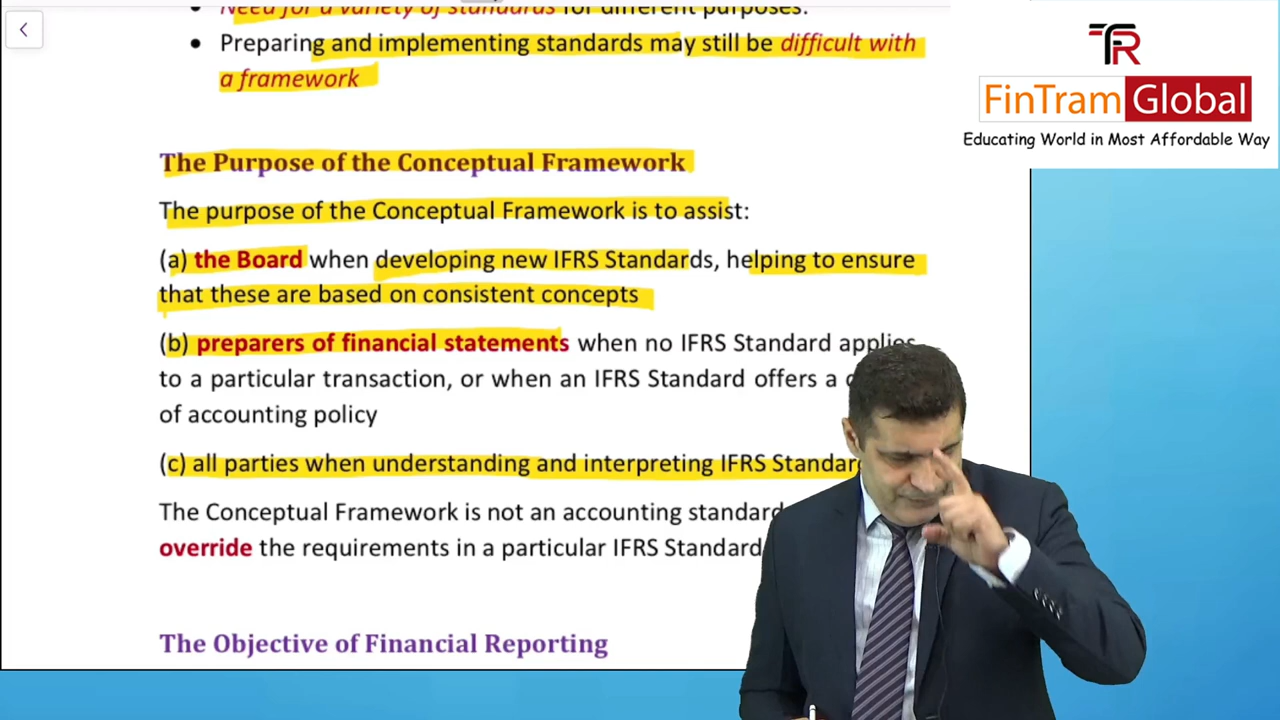 Need for a variety of standards for different purposes.
Preparing and implementing standards may still be difficult with
a framework
The Purpose of the Conceptual Framework
The purpose of the Conceptual Framework is to assist:
(a) the Board when developing new IFRS Standards, helping to ensure
that these are based on consistent concepts
(b) preparers of financial statements when no IFRS Standard applies
to a particular transaction, or when an IFRS Standard offers a
of accounting policy
(c) all parties when understanding and interpreting IFRS
The Conceptual Framework is not an accounting standard
override the requirements in a particular IFRS Standard
The Objective of Financial Reporting
FinTram Global
Educating World in Most Affordable Way